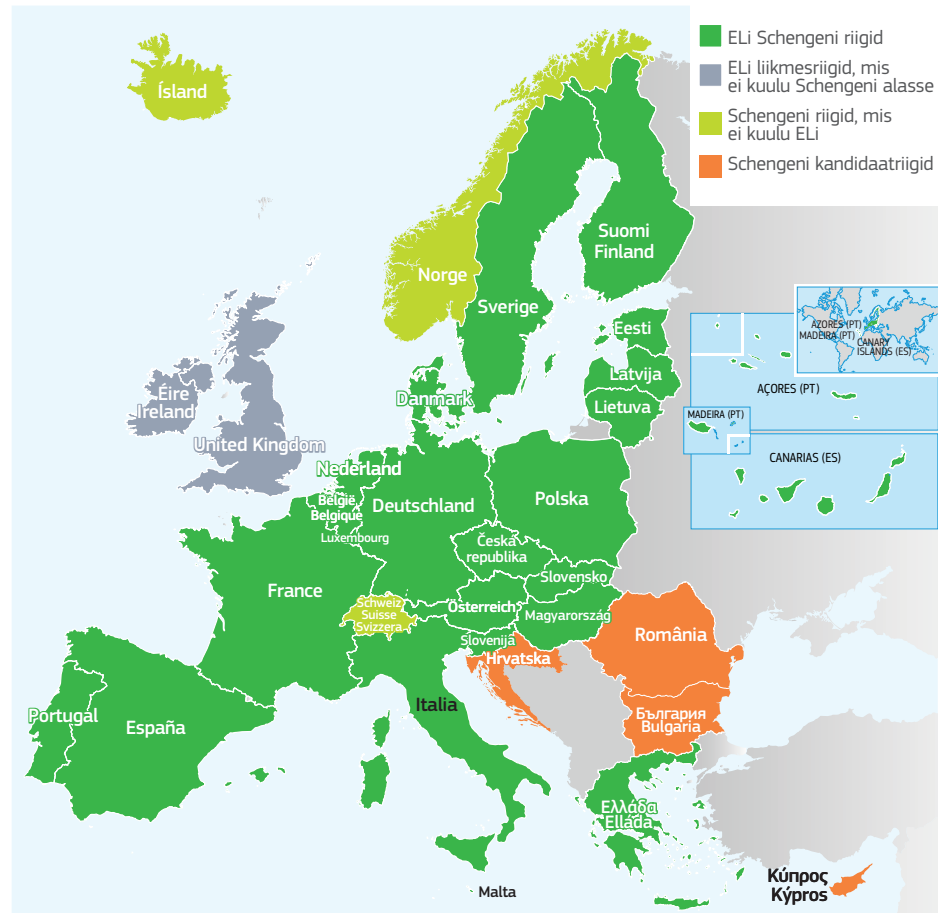 ELi Schengeni riigid
ELi liikmesriigid, mis
ei kuulu Schengeni alasse
Schengeni riigid, mis
ei kuulu ELi
Schengeni kandidaatriigid
Ísland
Norge
Suomi
Finland
Sverige
Eesti
Latvija
Lietuva
Danmark
Éire
Ireland
United Kingdom
Nederland
België
Belgique
Luxembourg
Deutschland
Polska
Česká
republika
Slovensko
France
Schweiz
Suisse
Svizzera
Österreich
Magyarország
Slovenija
Hrvatska
România
България
Bulgaria
Italia
Portugal
España
Ελλάδα
Elláda
Malta
Κύπρος
Kýpros
AZORES (PT)
MADEIRA (PT)
CANARY
ISLANDS (ES)
AÇORES (PT)
MADEIRA (PT)
CANARIAS (ES)